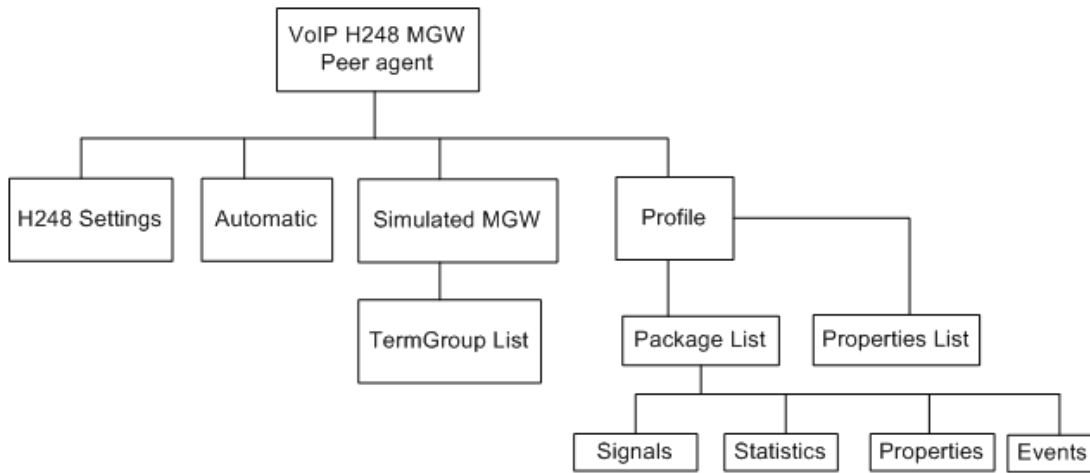 VoIP H248 MGW
Peer agent
H248 Settings
Automatic
Simulated MGW
Profile
TermGroup List
Package List
Properties List
Signals
Statistics
Properties
Events